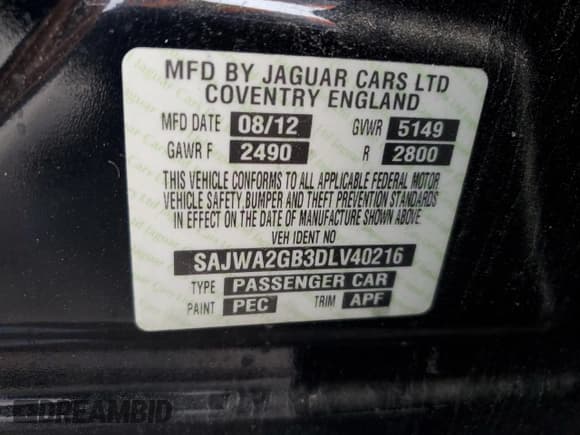 MFD BY JAGUAR CARS LTD
COVENTRY ENGLAND
MFD DATE 08/12 GVWR 5149
GAWR F 2490 R 2800
THIS VEHICLE CONFORMS TO ALL APPLICABLE FEDERAL MOTOR
VEHICLE SAFETY BUMPER AND THEFT PREVENTION STANDARDS
IN EFFECT ON THE DATE OF MANUFACTURE SHOWN ABOVE
VEH IDENT NO
SAJWA2GB3DLV40216
TYPE PASSENGER CAR
PAINT PEC TRIM APF
DREAMBID